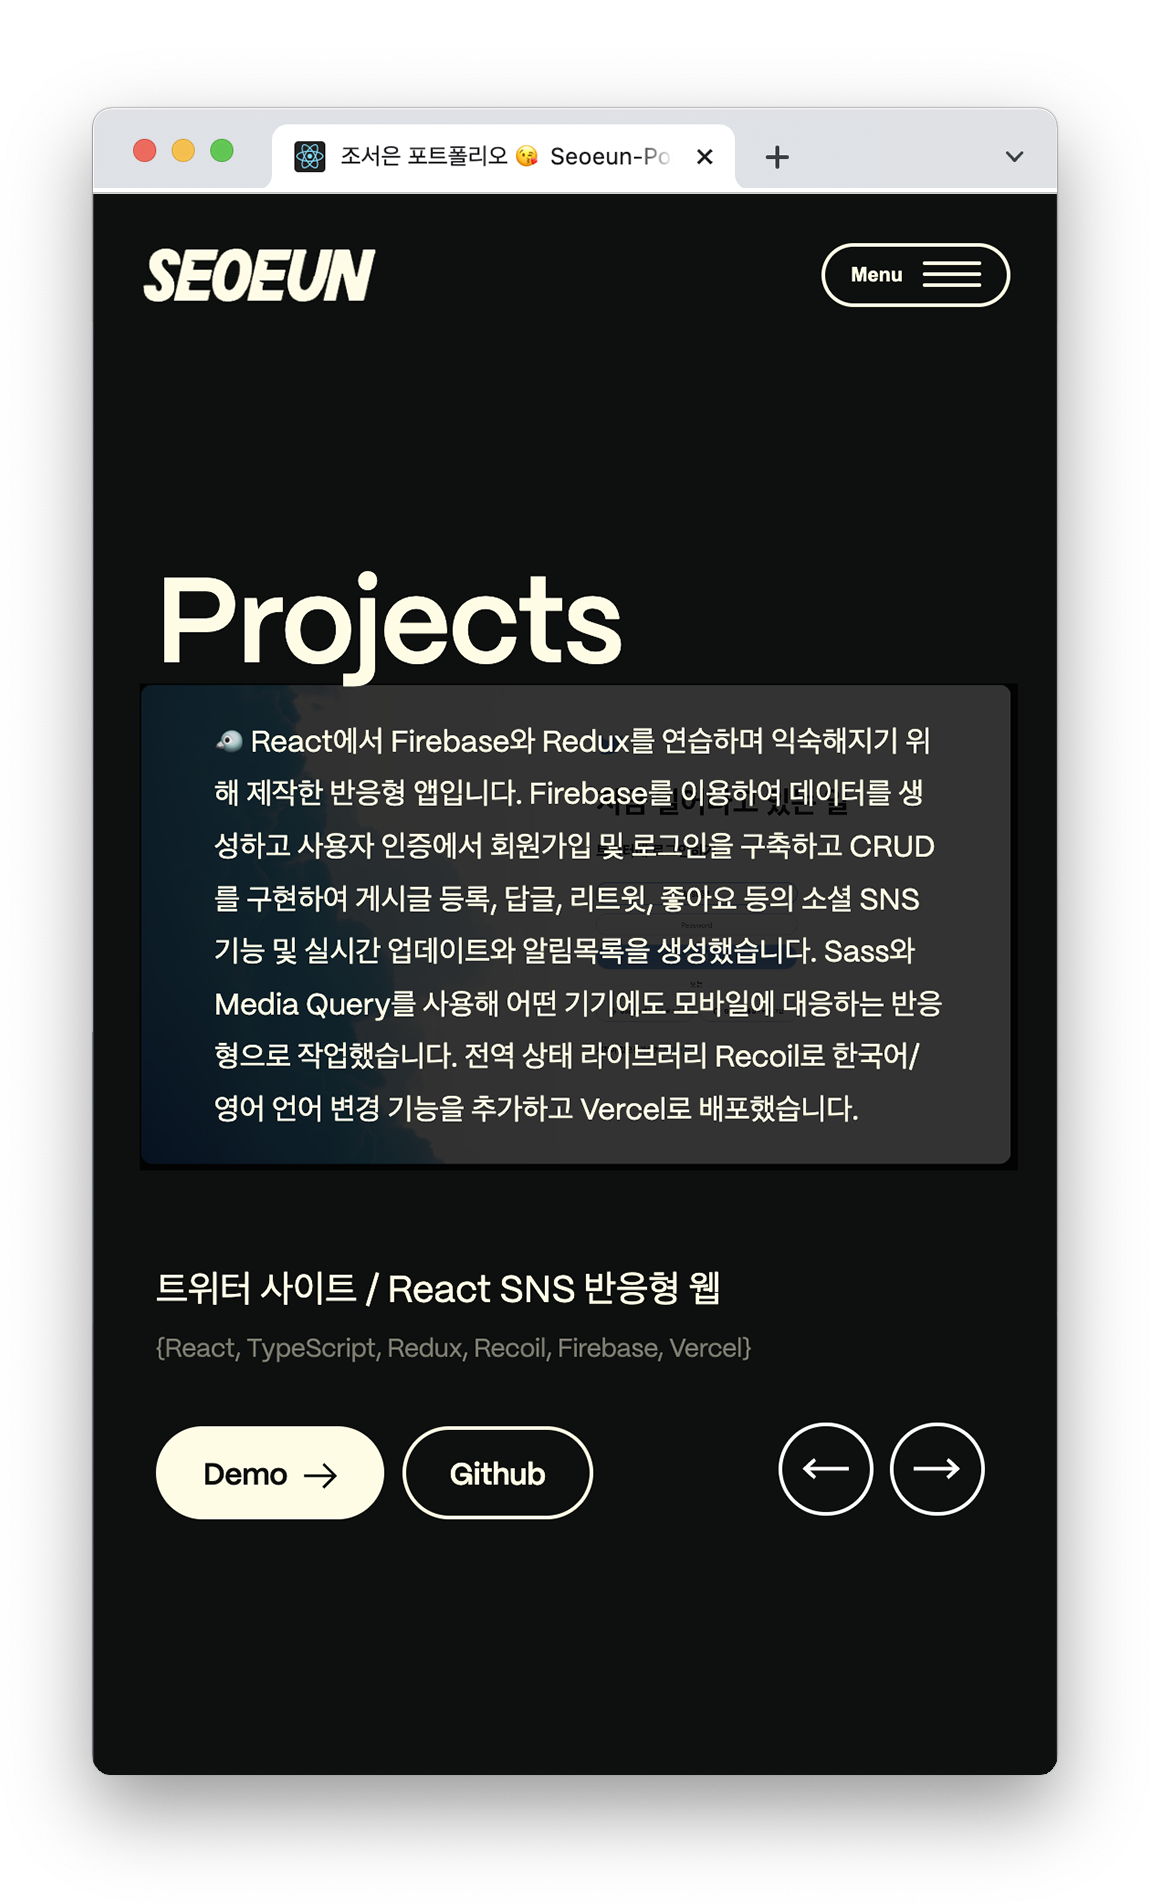 조서은 포트폴리오 😘 Seoeun-Po
SEOEUN
Menu
Projects
React에서 Firebase와 Redux를 연습하며 익숙해지기 위
해 제작한 반응형 앱입니다. Firebase를 이용하여 데이터를 생
성하고 사용자 인증에서 회원가입 및 로그인을 구축하고 CRUD
를 구현하여 게시글 등록, 답글, 리트윗, 좋아요 등의 소셜 SNS
기능 및 실시간 업데이트와 알림목록을 생성했습니다. Sass와
Media Query를 사용해 어떤 기기에도 모바일에 대응하는 반응
형으로 작업했습니다. 전역 상태 라이브러리 Recoil로 한국어/
영어 언어 변경 기능을 추가하고 Vercel로 배포했습니다.
Password
트위터 사이트 / React SNS 반응형 웹
{React, TypeScript, Redux, Recoil, Firebase, Vercel}
Demo →
Github
← →